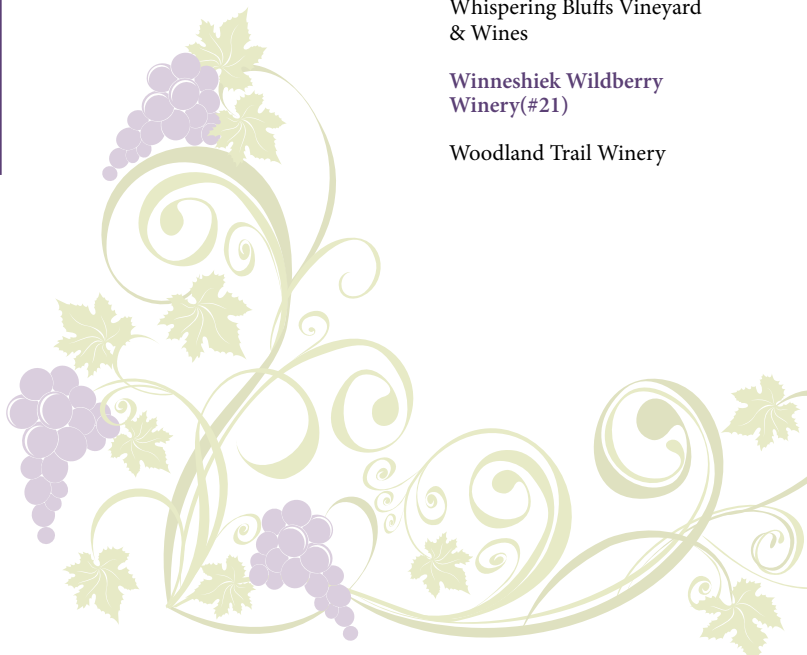 Whispering Bluffs Vineyard
& Wines
Winneshiek Wildberry
Winery(#21)
Woodland Trail Winery